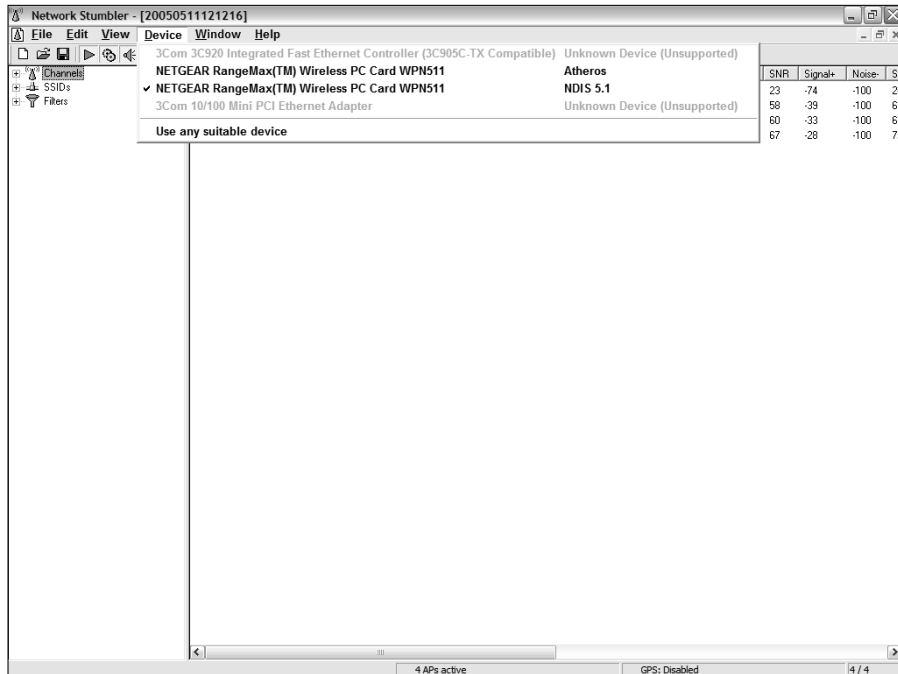 Network Stumbler - [20050511121216]
File Edit View Device Window Help
3Com 3C920 Integrated Fast Ethernet Controller (3C905C-TX Compatible) Unknown Device (Unsupported)
NETGEAR RangeMax(TM) Wireless PC Card WPN511 Atheros
✓ NETGEAR RangeMax(TM) Wireless PC Card WPN511 NDIS 5.1
3Com 10/100 Mini PCI Ethernet Adapter Unknown Device (Unsupported)
Use any suitable device
Channels
SSIDs
Filters
SNR Signal+ Noise- S
23 -74 -100 2
58 -39 -100 6
60 -33 -100 6
67 -28 -100 7
4 APs active GPS: Disabled 4 / 4